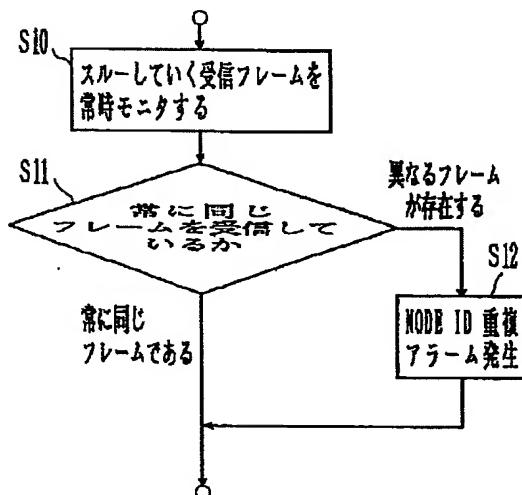 S10
スルーしていく受信フレームを
常時モニタする
S11
常に同じ
フレームを受信して
いるか
異なるフレーム
が存在する
S12
NODE ID 重複
アラーム発生
常に同じ
フレームである